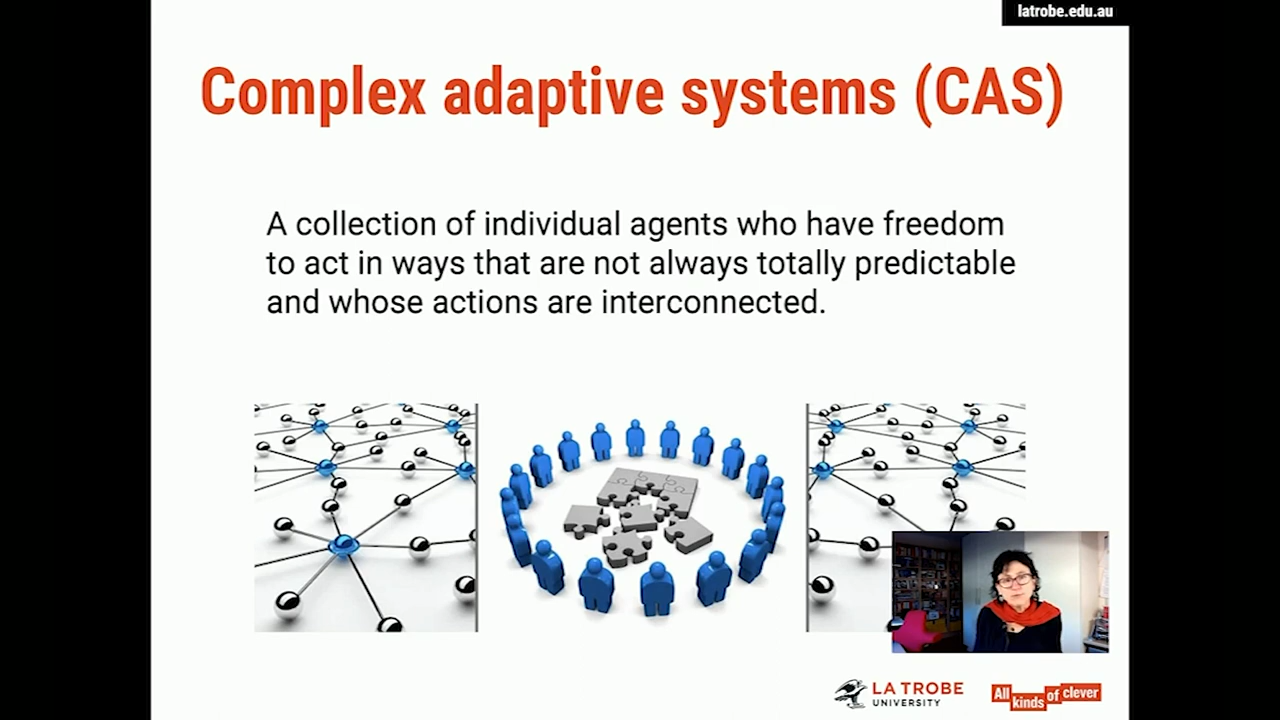 latrobe.edu.au
Complex adaptive systems (CAS)
A collection of individual agents who have freedom
to act in ways that are not always totally predictable
and whose actions are interconnected.
LA TROBE
UNIVERSITY
All kinds of clever